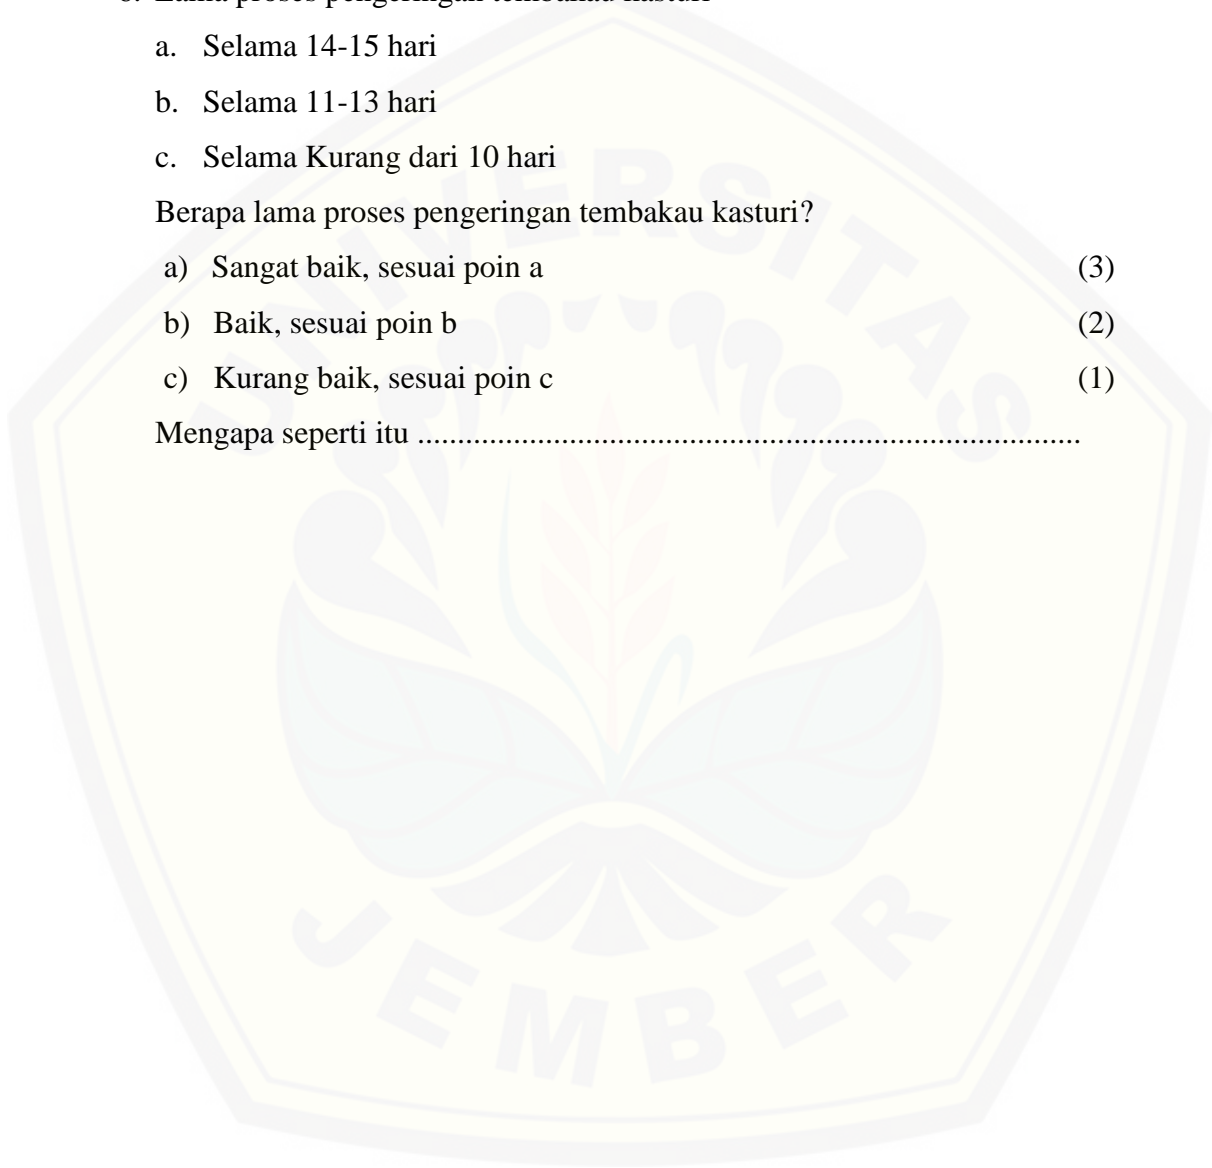 Lama proses pengeringan tembakau kasturi
a. Selama 14-15 hari
b. Selama 11-13 hari
c. Selama Kurang dari 10 hari
Berapa lama proses pengeringan tembakau kasturi?
a) Sangat baik, sesuai poin a (3)
b) Baik, sesuai poin b (2)
c) Kurang baik, sesuai poin c (1)
Mengapa seperti itu ...................................................................................
UNIVERSITAS
JEMBER